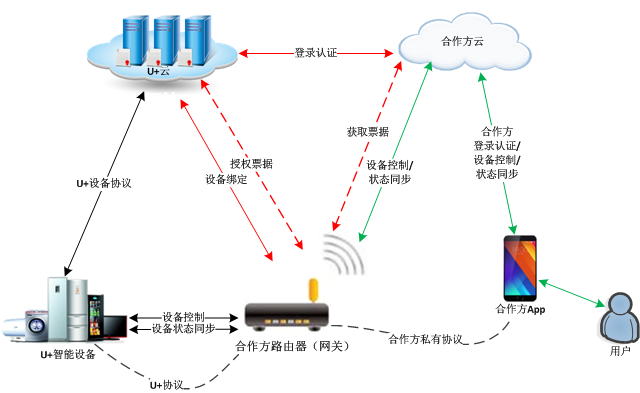 登录认证
合作方云
U+云
获取票据
合作方
登录认证/
设备控制/
状态同步
授权票据
设备绑定
设备控制/
状态同步
U+设备协议
设备控制
设备状态同步
合作方App
U+智能设备
合作方路由器（网关）
合作方私有协议
用户
U+协议